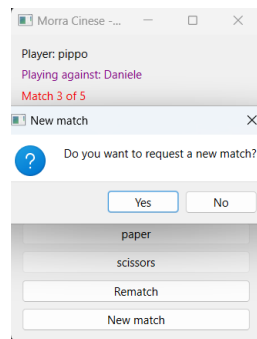 Morra Cinese -...
Player: pippo
Playing against: Daniele
Match 3 of 5
New match
Do you want to request a new match?
Yes No
paper
scissors
Rematch
New match